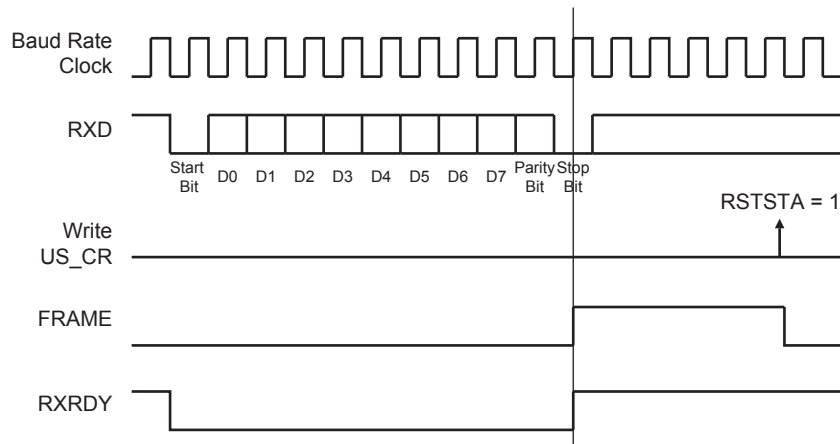 Baud Rate
Clock
RXD
Start
Bit
D0
D1
D2
D3
D4
D5
D6
D7
Parity
Bit
Stop
Bit
RSTSTA = 1
Write
US_CR
FRAME
RXRDY